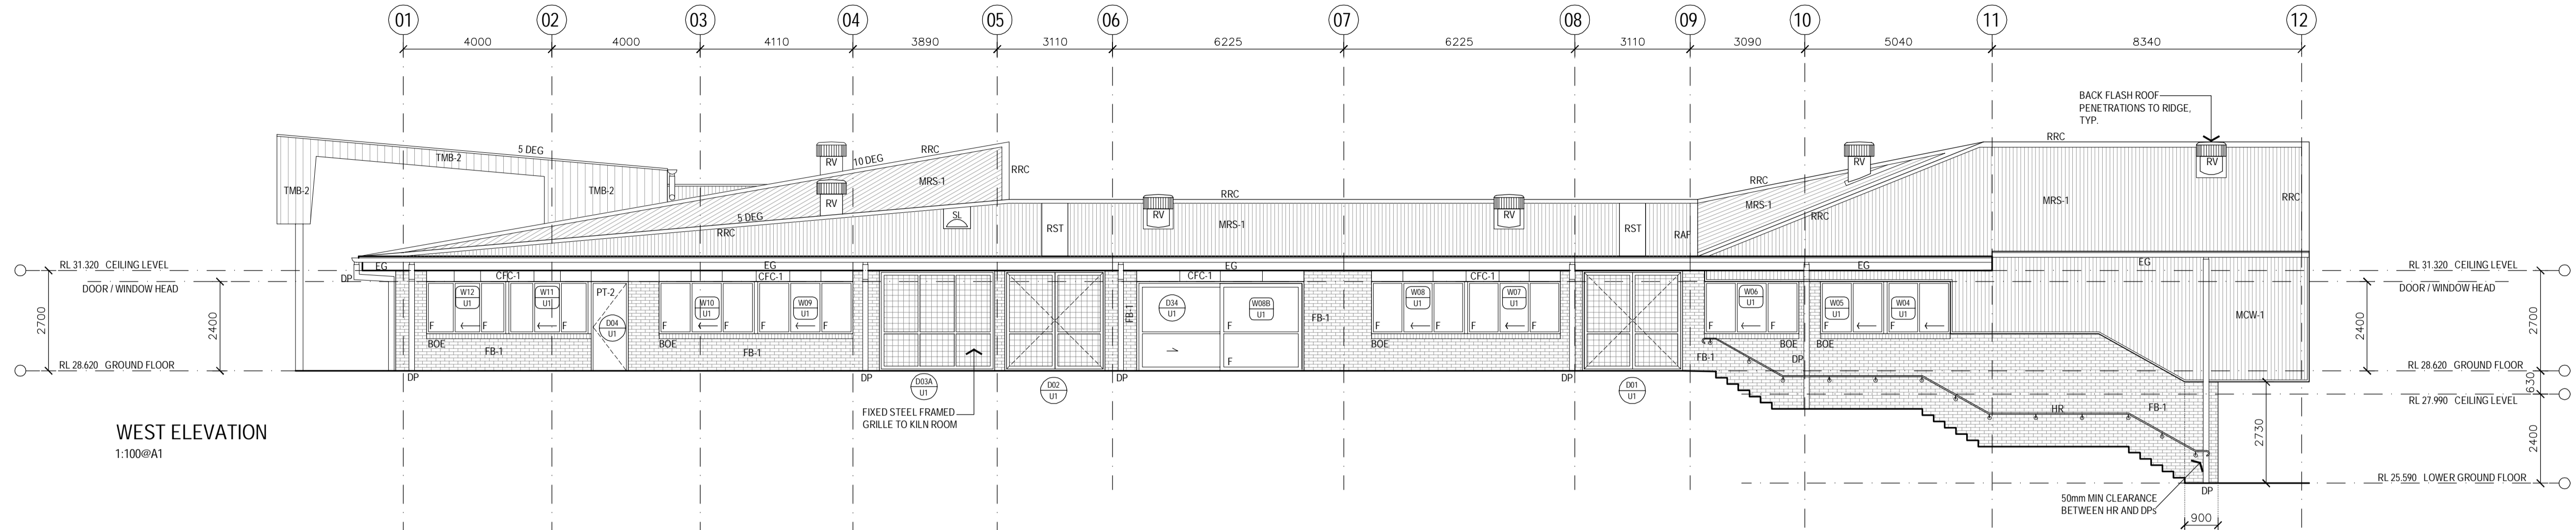 01 02 03 04 05 06 07 08 09 10 11 12
4000 4000 4110 3890 3110 6225 6225 3110 3090 5040 8340
BACK FLASH ROOF
PENETRATIONS TO RIDGE,
TYP.
TMB-2
5 DEG
TMB-2
TMB-2
RV
10 DEG
RRC
RRC
MRS-1
RV
5 DEG
RRC
SL
RST
RV
RRC
MRS-1
RV
RST
RAF
RRC
MRS-1
RV
RRC
RRC
MRS-1
RV
RRC
RL 31.320 CEILING LEVEL
DOOR / WINDOW HEAD
2700
2400
RL 28.620 GROUND FLOOR
DP
EG
EG
EG
EG
EG
CFC-1
CFC-1
CFC-1
CFC-1
W12
U1
W11
U1
PT-2
D04
U1
W10
U1
W09
U1
F F F F F F F
BOE
FB-1
BOE
FB-1
DP
DP
D03A
U1
D02
U1
FIXED STEEL FRAMED
GRILLE TO KILN ROOM
FB-1
DP
D34
U1
W08B
U1
F
F
FB-1
W08
U1
W07
U1
F F F F
BOE
DP
D01
U1
W06
U1
W05
U1
W04
U1
F F F F
BOE
BOE
FB-1
DP
MCW-1
HR
FB-1
2730
50mm MIN CLEARANCE
BETWEEN HR AND DPs
DP
900
RL 31.320 CEILING LEVEL
DOOR / WINDOW HEAD
2400
2700
RL 28.620 GROUND FLOOR
630
RL 27.990 CEILING LEVEL
2400
RL 25.590 LOWER GROUND FLOOR
WEST ELEVATION
1:100@A1